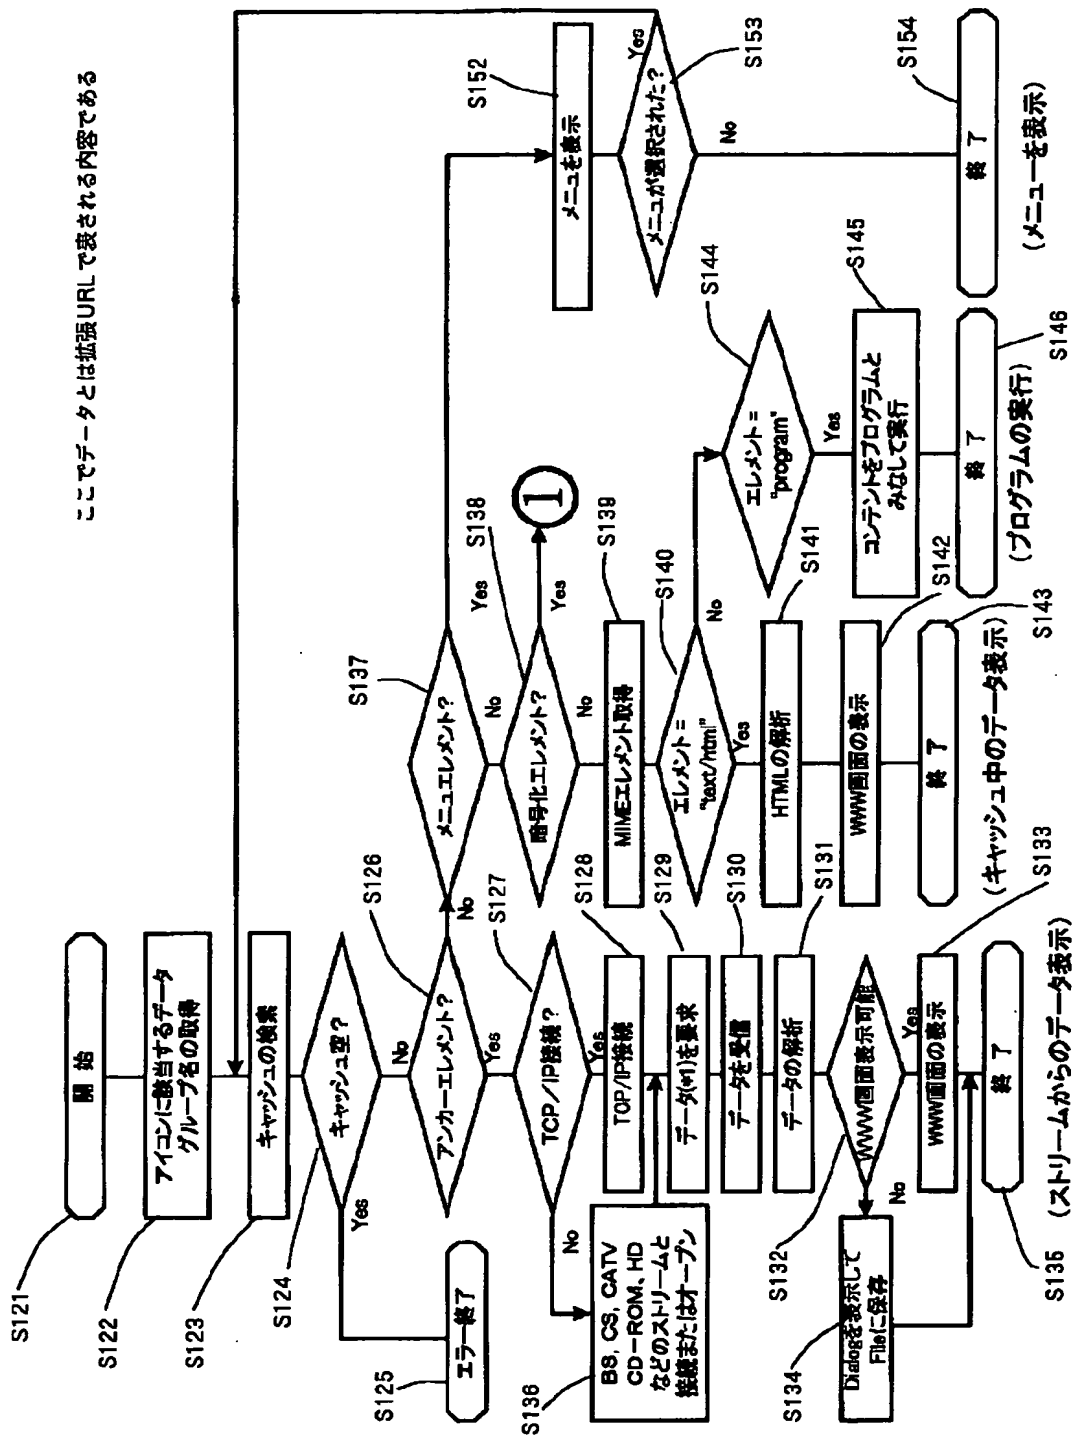 ここでデータとは拡張URLで表される内容である
開 始
S121
アイコンに該当するデータ
グループ名の取得
S122
キャッシュの検索
S123
キャッシュ空?
S124
Yes
No
エラー終了
S125
アンカーエレメント?
S126
No
Yes
TCP/IP接続?
S127
Yes
No
TOP/IP接続
S128
BS, CS, CATV
CD-ROM、HD
などのストリームと
接続またはオープン
S136
データ(*1)を要求
S129
データを受信
S130
データの解析
S131
WWW画面表示可能
S132
Yes
No
WWW画面の表示
S133
Dialogを表示して
Fileに保存
S134
終 了
S135
(ストリームからのデータ表示)
メニュエレメント?
S137
Yes
No
暗号化エレメント?
S138
Yes
No
①
MIMEエレメント取得
S139
エレメント=
"text/html"
S140
No
Yes
HTMLの解析
S141
WWW画面の表示
S142
終 了
S143
(キャッシュ中のデータ表示)
エレメント=
"program"
S144
Yes
コンテントをプログラムと
みなして実行
S145
終 了
S146
(プログラムの実行)
メニュを表示
S152
メニュが選択された?
S153
Yes
No
終 了
S154
(メニューを表示)